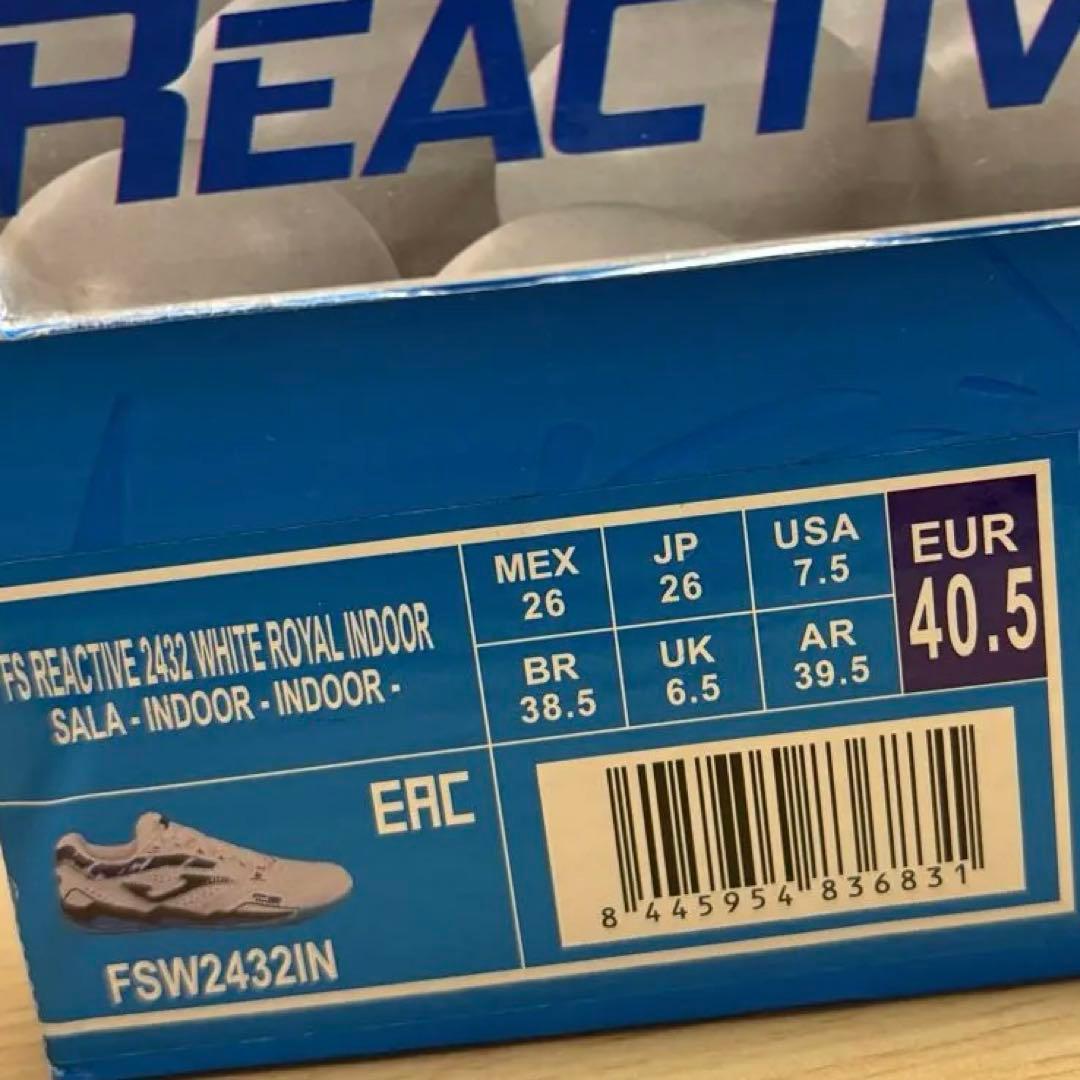 REACTIV
FS REACTIVE 2432 WHITE ROYAL INDOOR
SALA - INDOOR - INDOOR -
MEX
26
JP
26
USA
7.5
EUR
40.5
BR
38.5
UK
6.5
AR
39.5
EAC
FSW2432IN
8 445954 836831